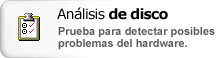 Análisis de disco
Prueba para detectar posibles
problemas del hardware.